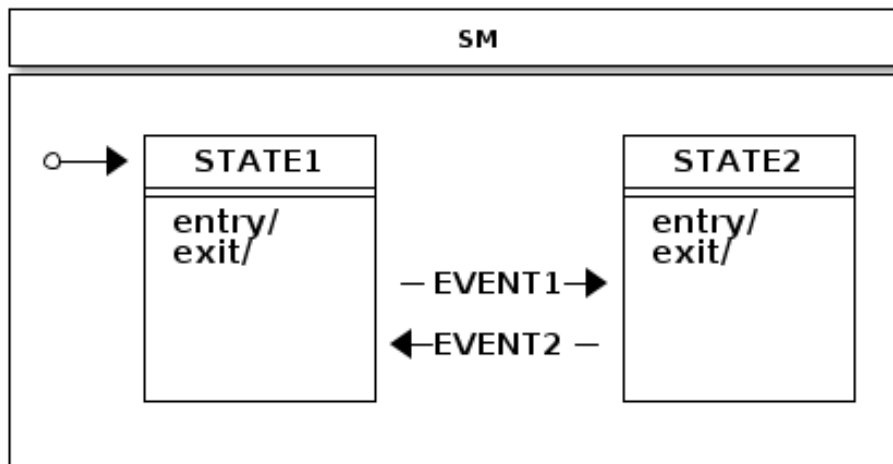 SM
STATE1
entry/
exit/
STATE2
entry/
exit/
EVENT1
EVENT2